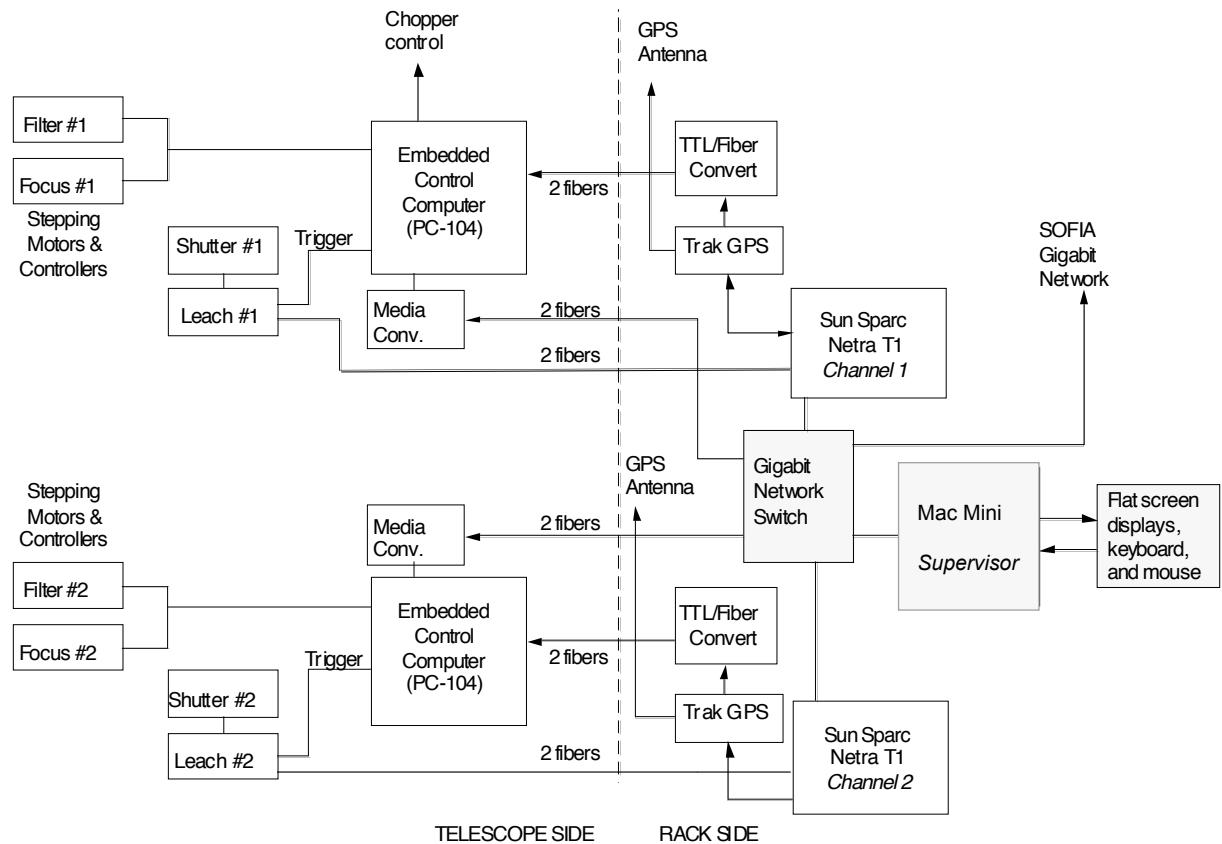 Chopper
control
GPS
Antenna
Filter #1
Focus #1
Stepping
Motors &
Controllers
Shutter #1
Leach #1
Trigger
Embedded
Control
Computer
(PC-104)
Media
Conv.
2 fibers
TTL/Fiber
Convert
Trak GPS
2 fibers
2 fibers
Sun Sparc
Netra T1
Channel 1
SOFIA
Gigabit
Network
GPS
Antenna
Gigabit
Network
Switch
Mac Mini
Supervisor
Flat screen
displays,
keyboard,
and mouse
Stepping
Motors &
Controllers
Filter #2
Focus #2
Media
Conv.
2 fibers
Embedded
Control
Computer
(PC-104)
Trigger
Shutter #2
Leach #2
2 fibers
TTL/Fiber
Convert
Trak GPS
2 fibers
Sun Sparc
Netra T1
Channel 2
TELESCOPE SIDE
RACK SIDE